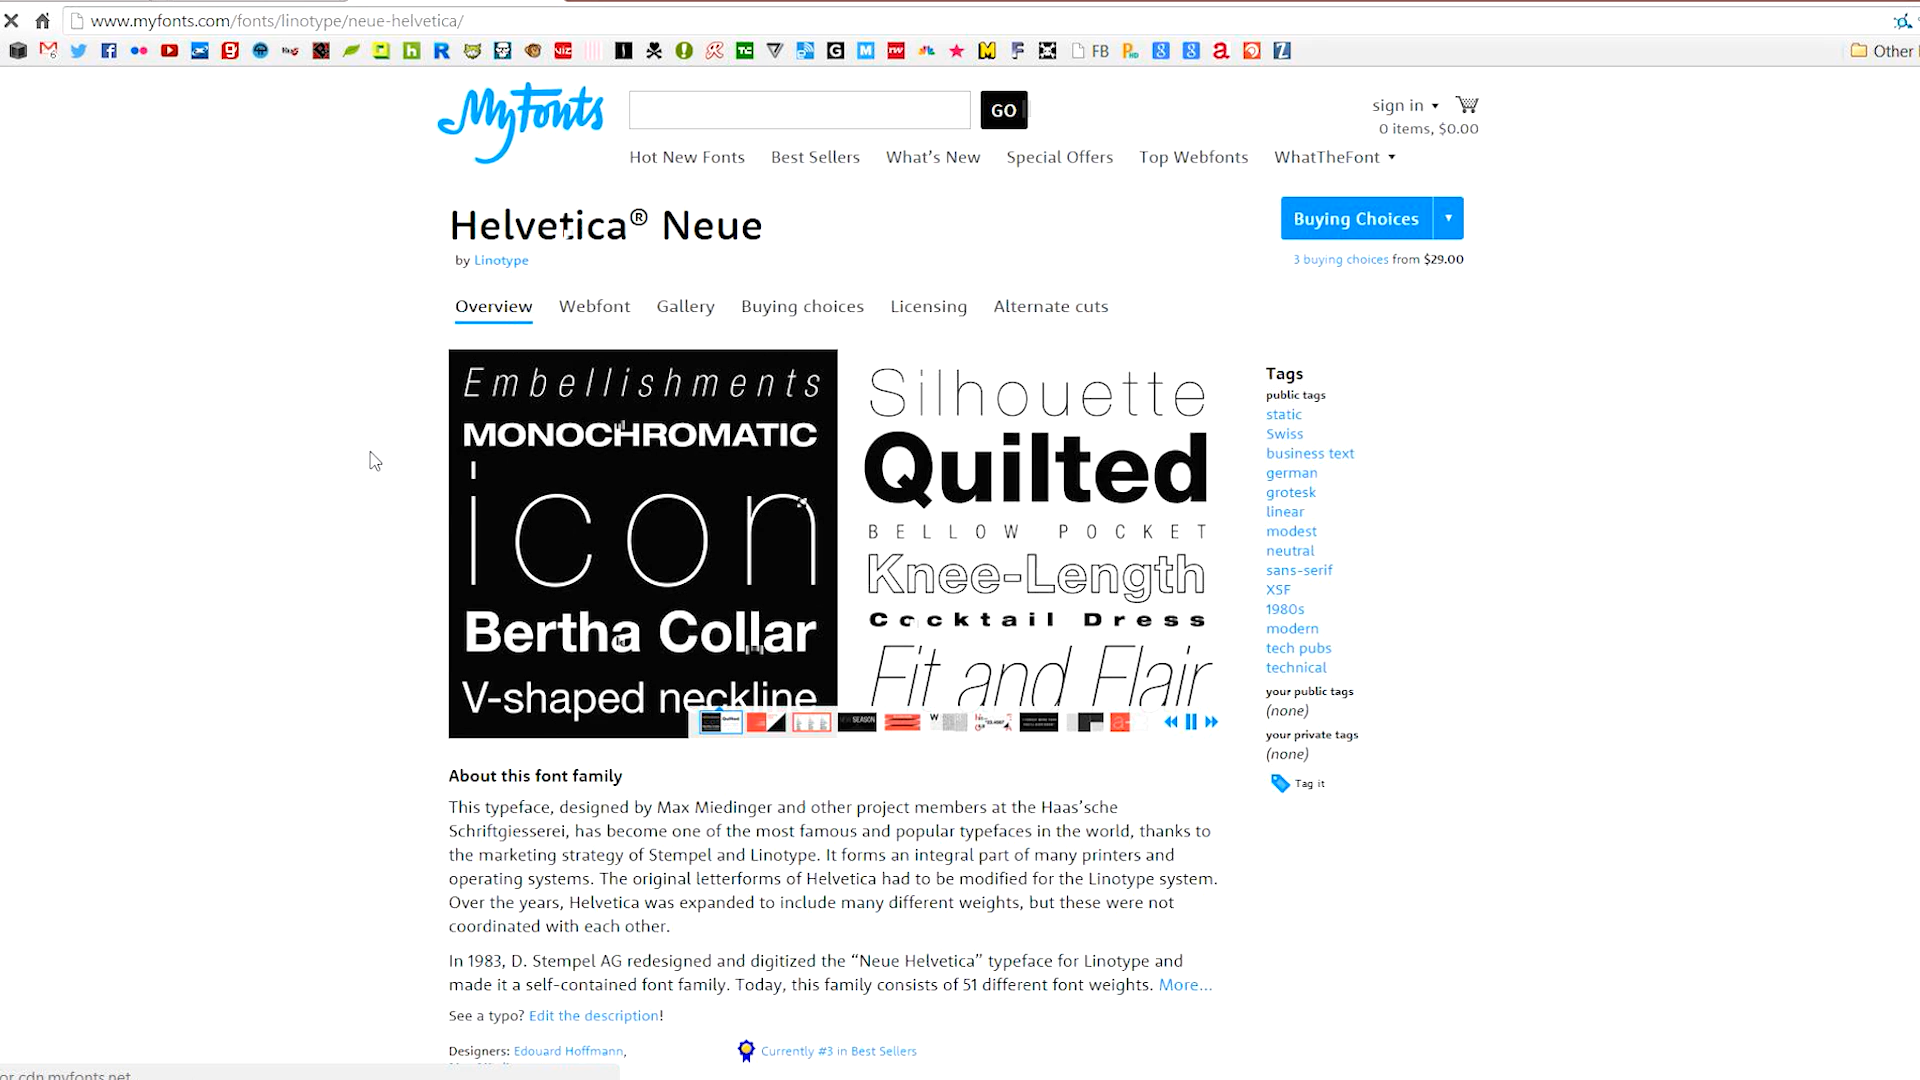 www.myfonts.com/fonts/linotype/neue-helvetica/
FB
Other
MyFonts
GO
sign in
0 items, $0.00
Hot New Fonts Best Sellers What's New Special Offers Top Webfonts WhatTheFont
Helvetica® Neue
by Linotype
Buying Choices
3 buying choices from $29.00
Overview Webfont Gallery Buying choices Licensing Alternate cuts
Embellishments
MONOCHROMATIC
icon
Bertha Collar
V-shaped neckline
Silhouette
Quilted
BELLOW POCKET
Knee-Length
Cocktail Dress
Fit and Flair
Tags
public tags
static
Swiss
business text
german
grotesk
linear
modest
neutral
sans-serif
XSF
1980s
modern
tech pubs
technical
your public tags
(none)
your private tags
(none)
Tag it
About this font family
This typeface, designed by Max Miedinger and other project members at the Haas'sche
Schriftgiesserei, has become one of the most famous and popular typefaces in the world, thanks to
the marketing strategy of Stempel and Linotype. It forms an integral part of many printers and
operating systems. The original letterforms of Helvetica had to be modified for the Linotype system.
Over the years, Helvetica was expanded to include many different weights, but these were not
coordinated with each other.
In 1983, D. Stempel AG redesigned and digitized the “Neue Helvetica” typeface for Linotype and
made it a self-contained font family. Today, this family consists of 51 different font weights. More...
See a typo? Edit the description!
Designers: Edouard Hoffmann,
Currently #3 in Best Sellers
or cdn.myfonts.net